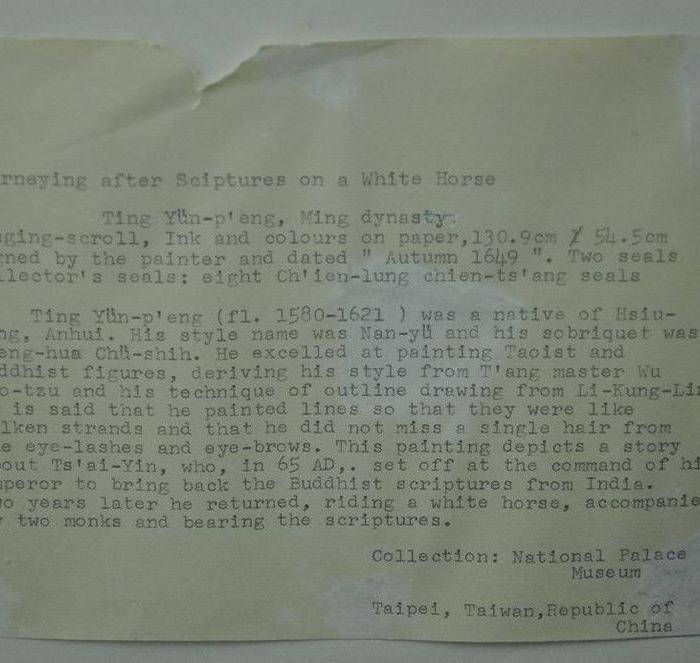 rneying after Sciptures on a White Horse
Ting Yün-p'eng, Ming dynasty.
ging-scroll, Ink and colours on paper,130.9cm X 54.5cm
ned by the painter and dated " Autumn 1649 ". Two seals
llector's seals: eight Ch'ien-lung chien-ts'ang seals
Ting Yün-p'eng (fl. 1580-1621 ) was a native of Hsiu-
ng, Anhui. His style name was Nan-yü and his sobriquet was
eng-hua Chü-shih. He excelled at painting Taoist and
ddhist figures, deriving his style from T'ang master Wu
o-tzu and his technique of outline drawing from Li-Kung-Lin
is said that he painted lines so that they were like
lken strands and that he did not miss a single hair from
e eye-lashes and eye-brows. This painting depicts a story
out Ts'ai-Yin, who, in 65 AD,. set off at the command of hi
peror to bring back the Buddhist scriptures from India.
o years later he returned, riding a white horse, accompanie
y two monks and bearing the scriptures.
Collection: National Palace
Museum
Taipei, Taiwan,Republic of
China